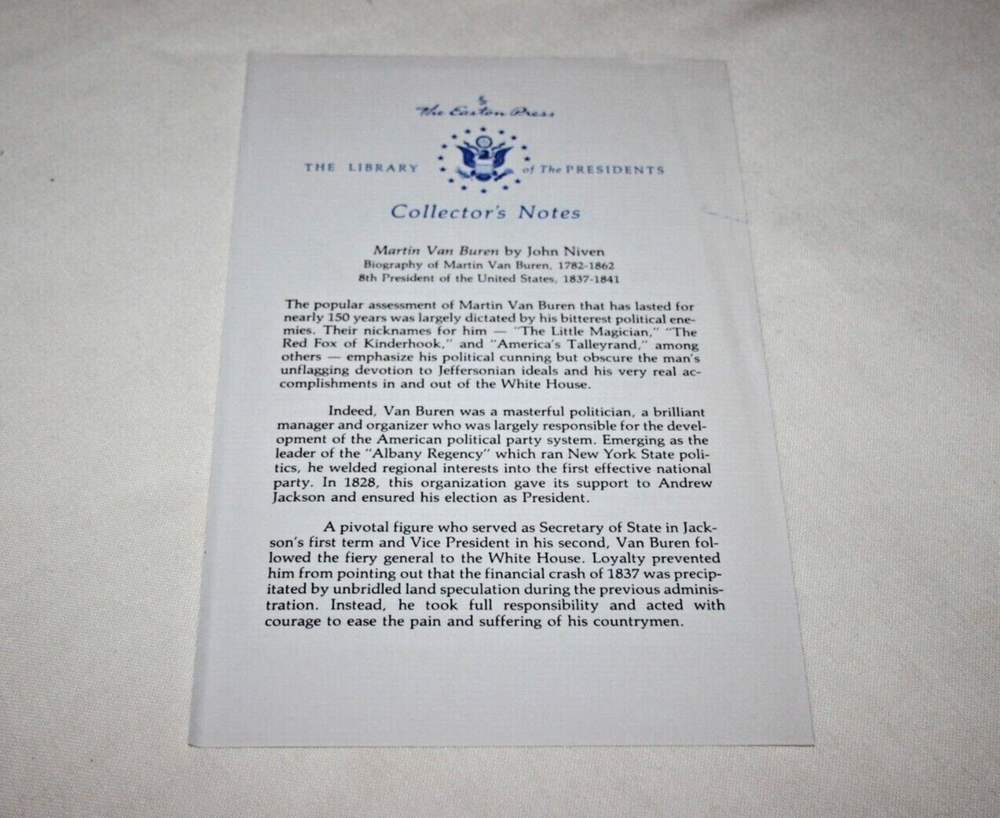 The Easton Press
THE LIBRARY of The PRESIDENTS
Collector's Notes
Martin Van Buren by John Niven
Biography of Martin Van Buren, 1782-1862
8th President of the United States, 1837-1841
The popular assessment of Martin Van Buren that has lasted for
nearly 150 years was largely dictated by his bitterest political ene-
mies. Their nicknames for him — "The Little Magician," "The
Red Fox of Kinderhook," and "America's Talleyrand," among
others — emphasize his political cunning but obscure the man's
unflagging devotion to Jeffersonian ideals and his very real ac-
complishments in and out of the White House.
Indeed, Van Buren was a masterful politician, a brilliant
manager and organizer who was largely responsible for the devel-
opment of the American political party system. Emerging as the
leader of the "Albany Regency" which ran New York State poli-
tics, he welded regional interests into the first effective national
party. In 1828, this organization gave its support to Andrew
Jackson and ensured his election as President.
A pivotal figure who served as Secretary of State in Jack-
son's first term and Vice President in his second, Van Buren fol-
lowed the fiery general to the White House. Loyalty prevented
him from pointing out that the financial crash of 1837 was precip-
itated by unbridled land speculation during the previous adminis-
tration. Instead, he took full responsibility and acted with
courage to ease the pain and suffering of his countrymen.